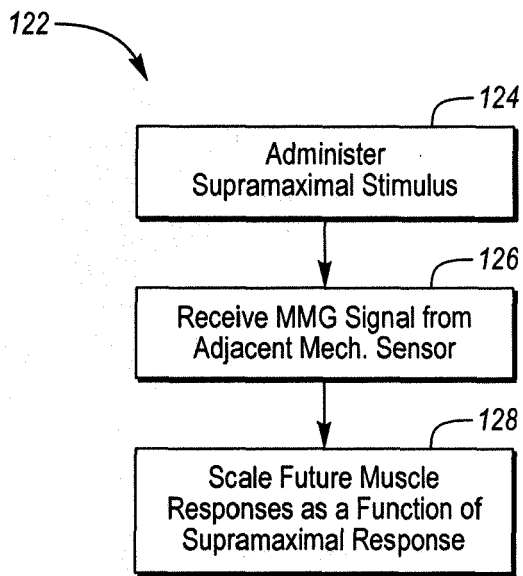 122
124
Administer
Supramaximal Stimulus
126
Receive MMG Signal from
Adjacent Mech. Sensor
128
Scale Future Muscle
Responses as a Function of
Supramaximal Response